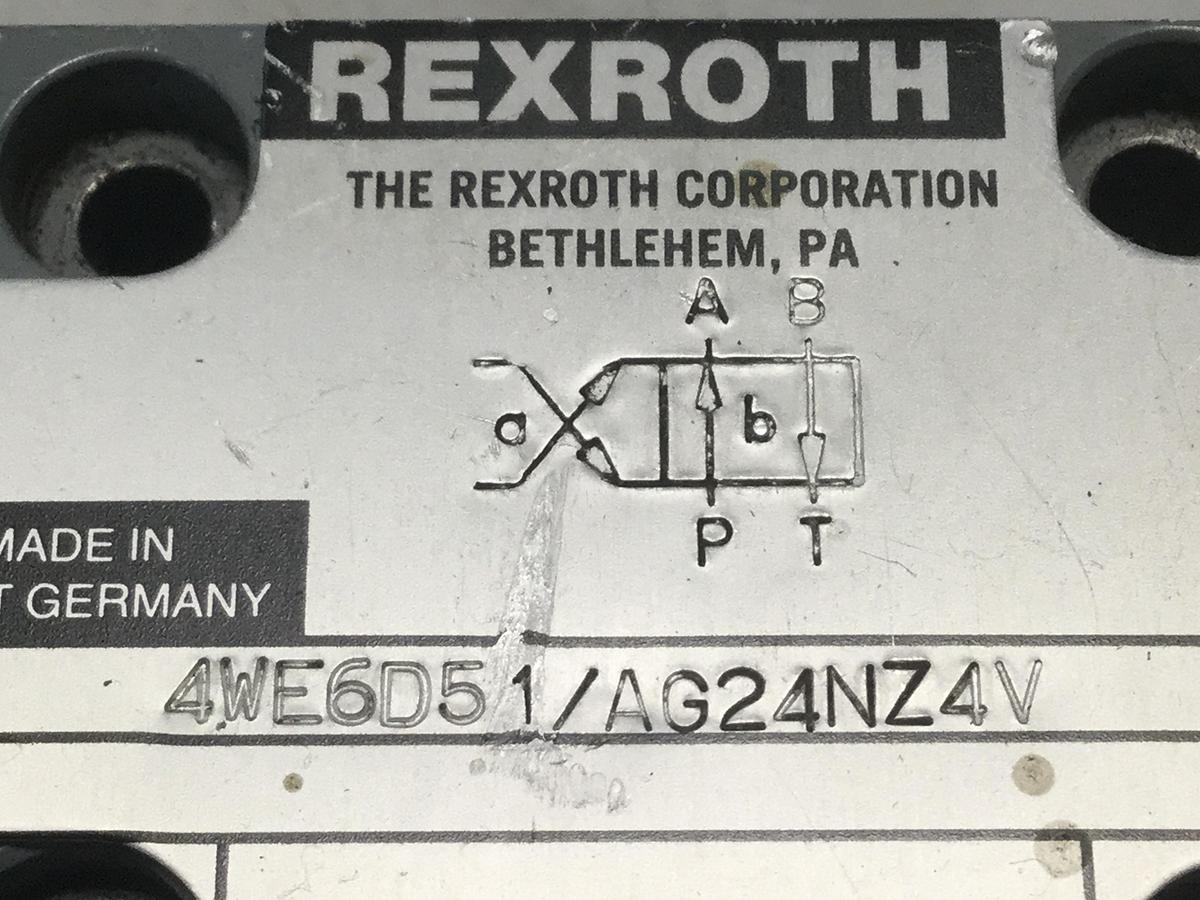 REXROTH
THE REXROTH CORPORATION
BETHLEHEM, PA
A B
a b
P T
MADE IN
T GERMANY
4WE6D51/AG24NZ4V